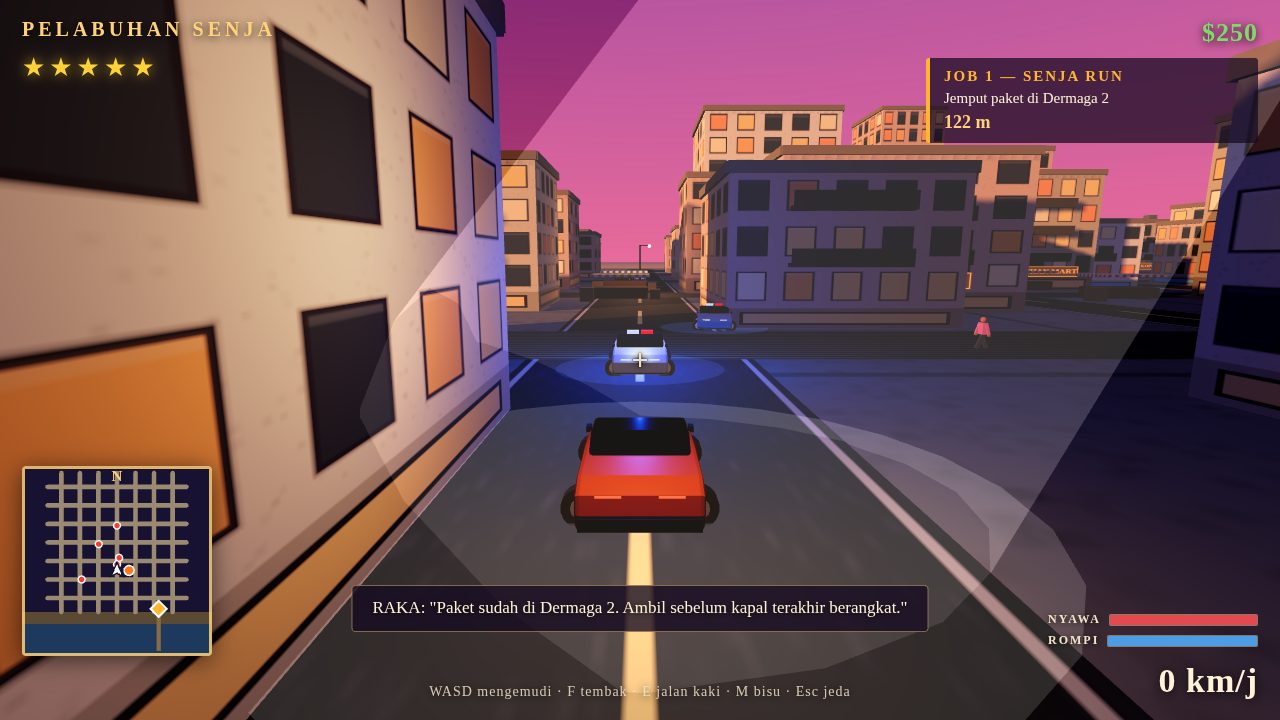 PELABUHAN SENJA
★★★★★
$250
JOB 1 — SENJA RUN
Jemput paket di Dermaga 2
122 m
N
RAKA: "Paket sudah di Dermaga 2. Ambil sebelum kapal terakhir berangkat."
NYAWA
ROMPI
0 km/j
WASD mengemudi · F tembak · E jalan kaki · M bisu · Esc jeda